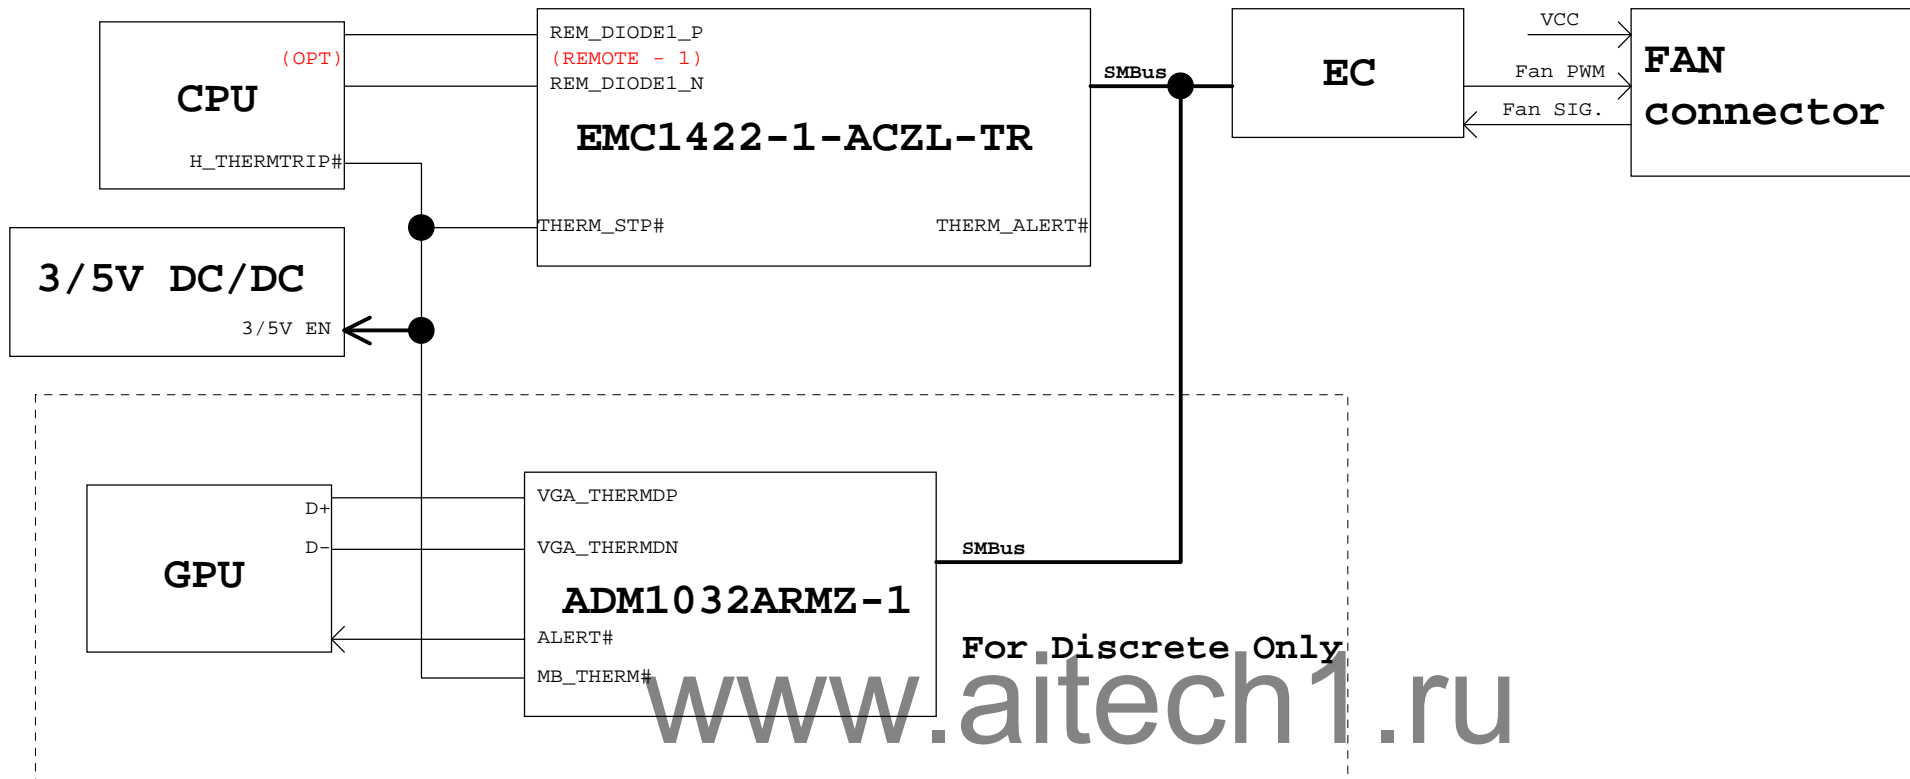 CPU
(OPT)
H_THERMTRIP#
REM_DIODE1_P
(REMOTE - 1)
REM_DIODE1_N
EMC1422-1-ACZL-TR
THERM_STP#
THERM_ALERT#
SMBus
EC
VCC
Fan PWM
Fan SIG.
FAN
connector
3/5V DC/DC
3/5V EN
GPU
D+
D-
VGA_THERMDP
VGA_THERMDN
ADM1032ARMZ-1
ALERT#
MB_THERM#
SMBus
For Discrete Only
www.aitech1.ru